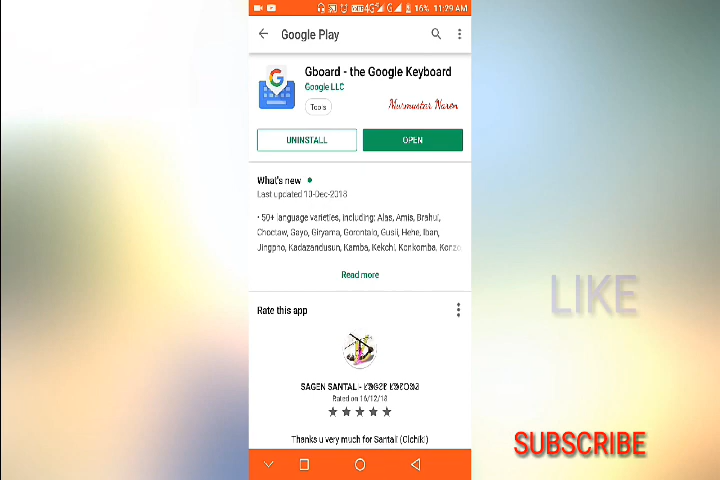 16% 11:29 AM
Google Play
Gboard - the Google Keyboard
Google LLC
Tools
UNINSTALL OPEN
What's new
Last updated 10-Dec-2018
• 50+ language varieties, including: Alas, Amis, Brahui,
Choctaw, Gayo, Giryama, Gorontalo, Gusii, Hehe, Iban,
Jingpho, Kadazandusun, Kamba, Kekchi, Konkomba, Konzo
Read more
LIKE
Rate this app
SAGEN SANTAL -
Rated on 16/12/18
Thanks u very much for Santali (Olchiki)
SUBSCRIBE